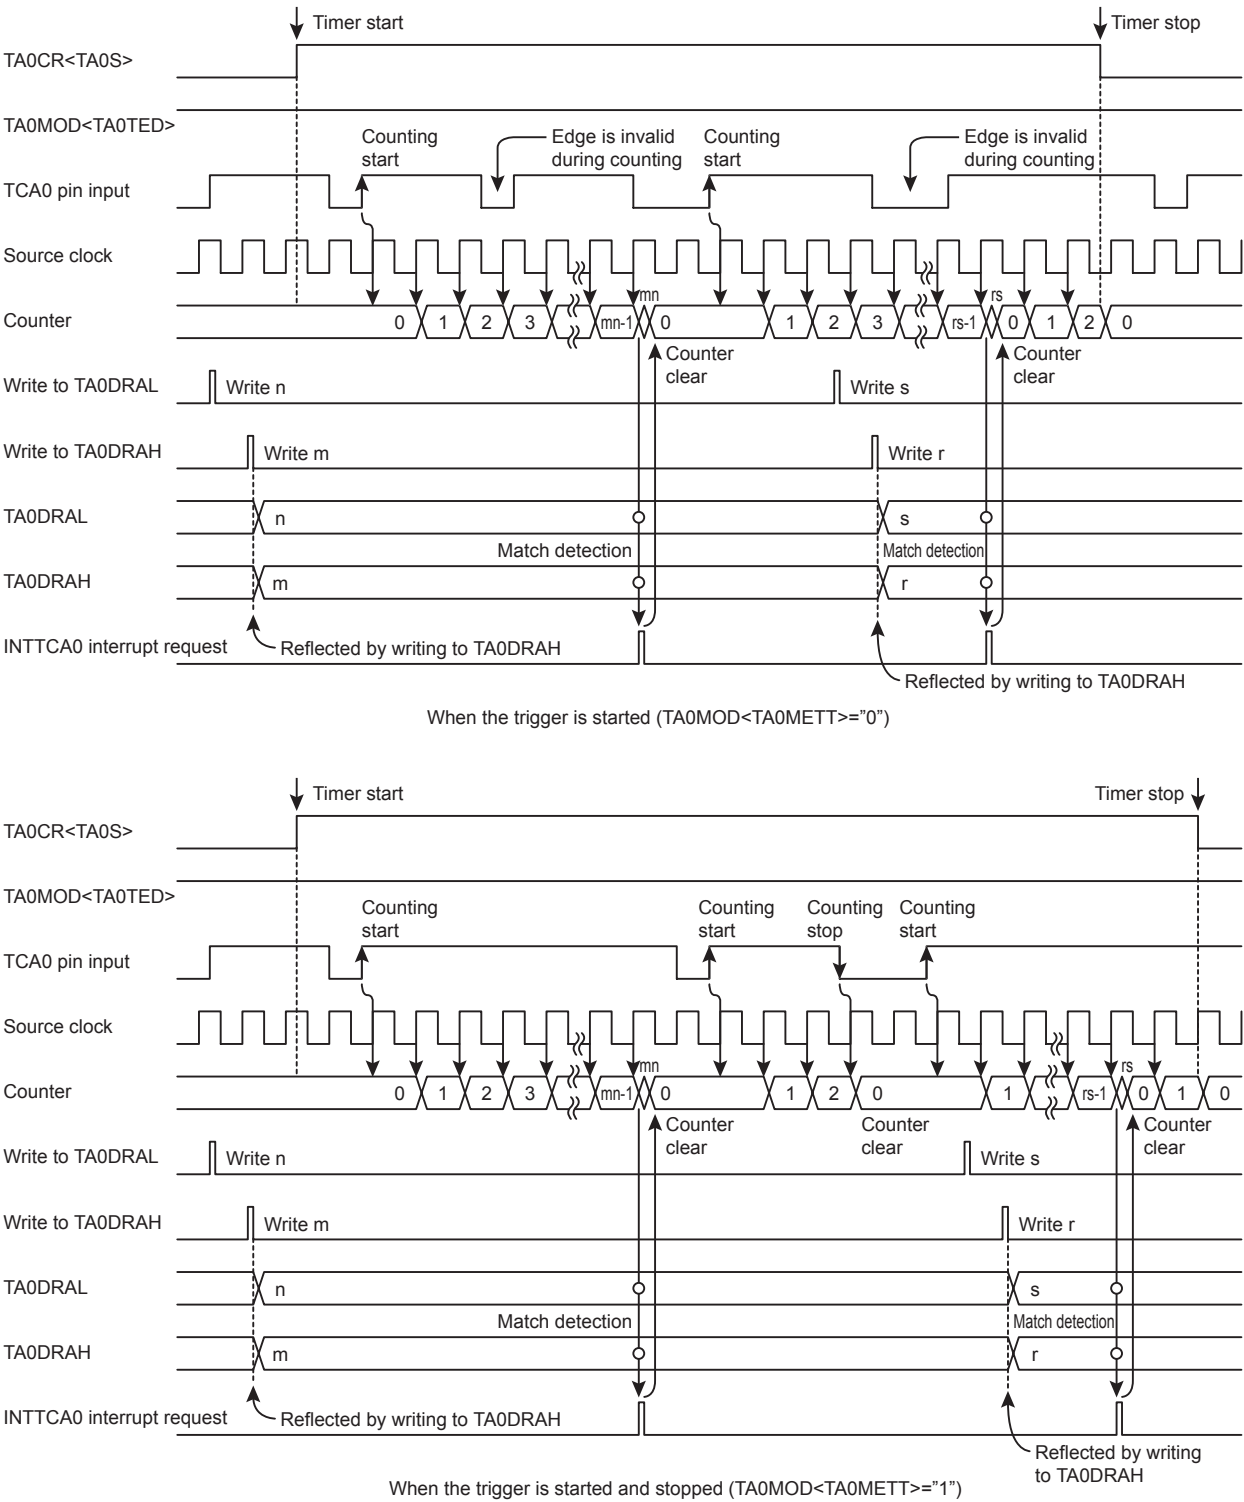 Timer start
Timer stop
TA0CR<TA0S>
TA0MOD<TA0TED>
Counting
start
Edge is invalid
during counting
Counting
start
Edge is invalid
during counting
TCA0 pin input
Source clock
Counter
0 1 2 3 mn-1 mn 0 1 2 3 rs-1 rs 0 1 2 0
Counter
clear
Counter
clear
Write to TA0DRAL
Write n
Write s
Write to TA0DRAH
Write m
Write r
TA0DRAL
n
s
Match detection
Match detection
TA0DRAH
m
r
INTTCA0 interrupt request
Reflected by writing to TA0DRAH
Reflected by writing to TA0DRAH
When the trigger is started (TA0MOD<TA0METT>=”0”)
Timer start
Timer stop
TA0CR<TA0S>
TA0MOD<TA0TED>
Counting
start
Counting
start
Counting
stop
Counting
start
TCA0 pin input
Source clock
Counter
0 1 2 3 mn-1 mn 0 1 2 0 1 rs-1 rs 0 1 0
Counter
clear
Counter
clear
Counter
clear
Write to TA0DRAL
Write n
Write s
Write to TA0DRAH
Write m
Write r
TA0DRAL
n
s
Match detection
Match detection
TA0DRAH
m
r
INTTCA0 interrupt request
Reflected by writing to TA0DRAH
Reflected by writing
to TA0DRAH
When the trigger is started and stopped (TA0MOD<TA0METT>=”1”)